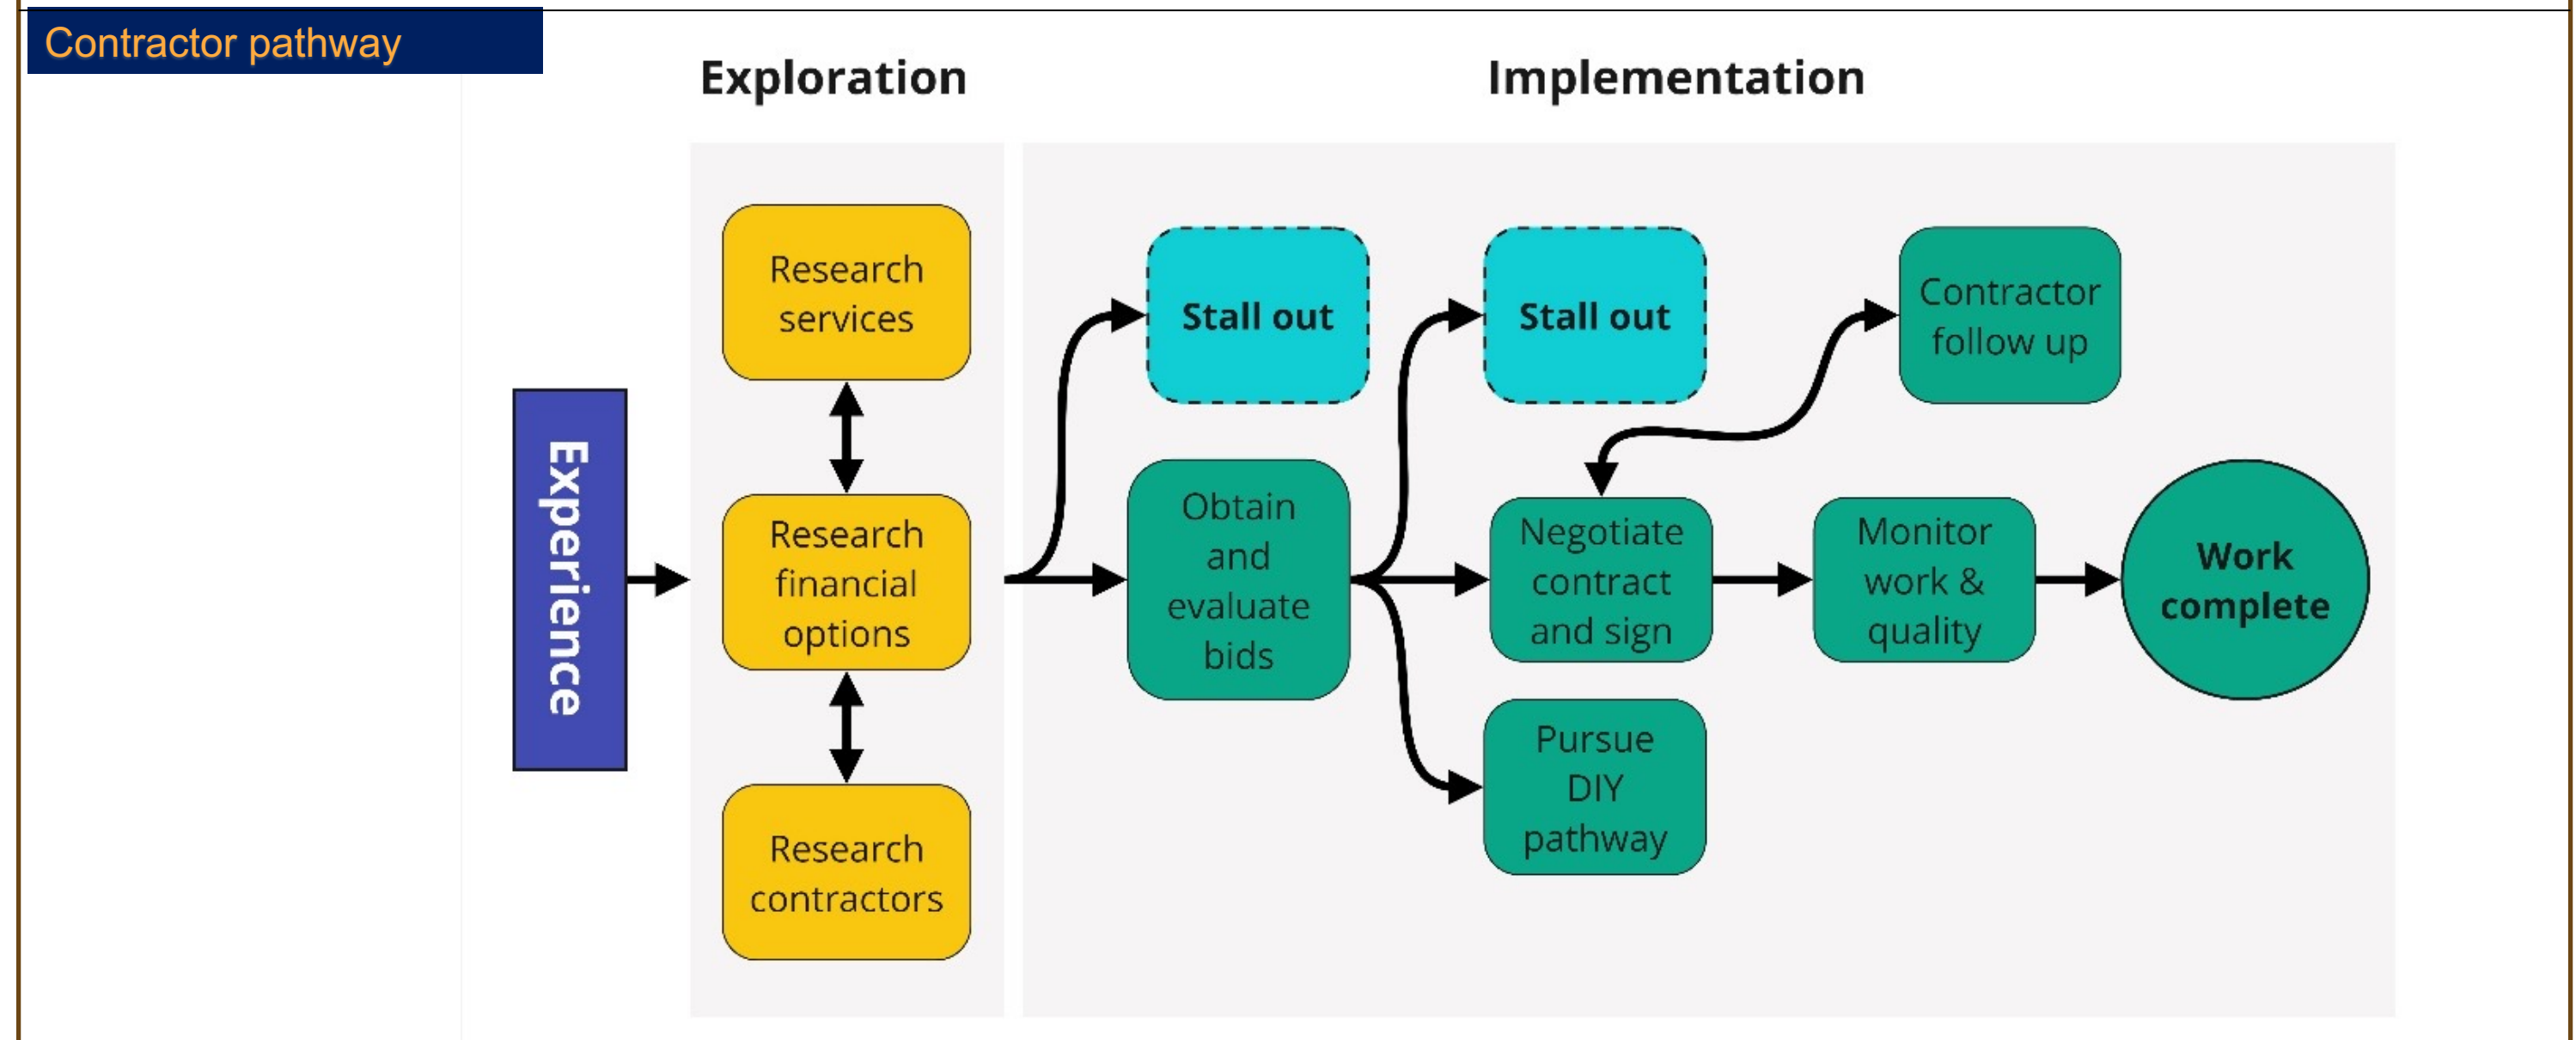 Contractor pathway
Exploration
Implementation
Experience
Research
services
Research
financial
options
Research
contractors
Stall out
Obtain
and
evaluate
bids
Stall out
Negotiate
contract
and sign
Pursue
DIY
pathway
Contractor
follow up
Monitor
work &
quality
Work
complete